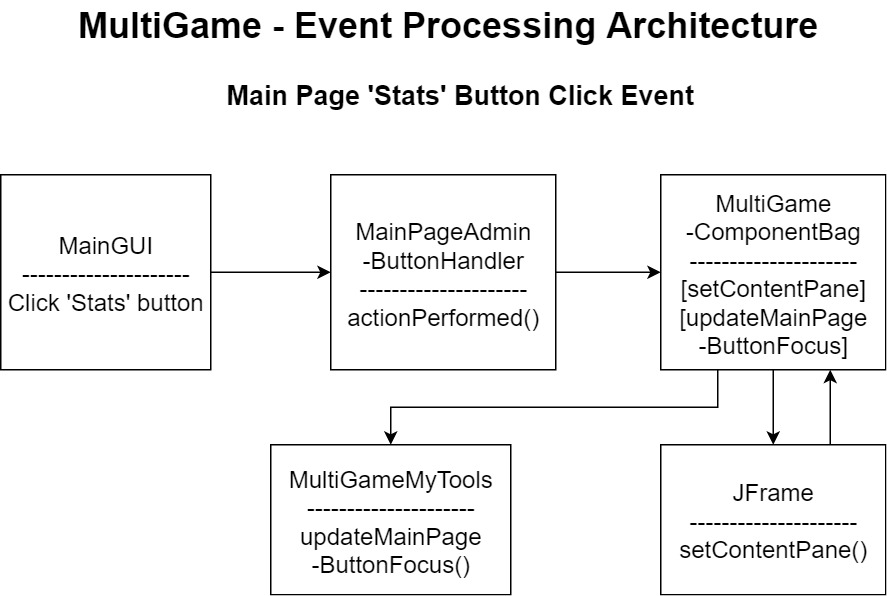 MultiGame - Event Processing Architecture
Main Page 'Stats' Button Click Event
MainGUI
---------------------
Click 'Stats' button
MainPageAdmin
-ButtonHandler
---------------------
actionPerformed()
MultiGame
-ComponentBag
---------------------
[setContentPane]
[updateMainPage
-ButtonFocus]
MultiGameMyTools
---------------------
updateMainPage
-ButtonFocus()
JFrame
---------------------
setContentPane()